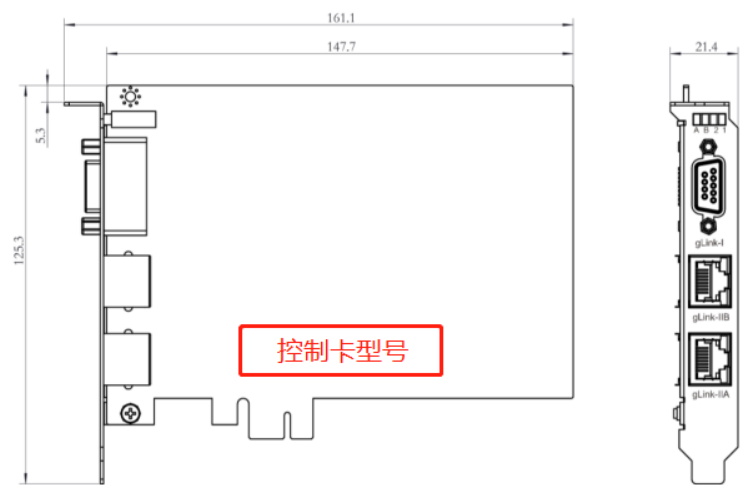 161.1
147.7
21.4
5.3
125.3
A B 2 1
gLink-I
gLink-IIB
控制卡型号
gLink-IIA